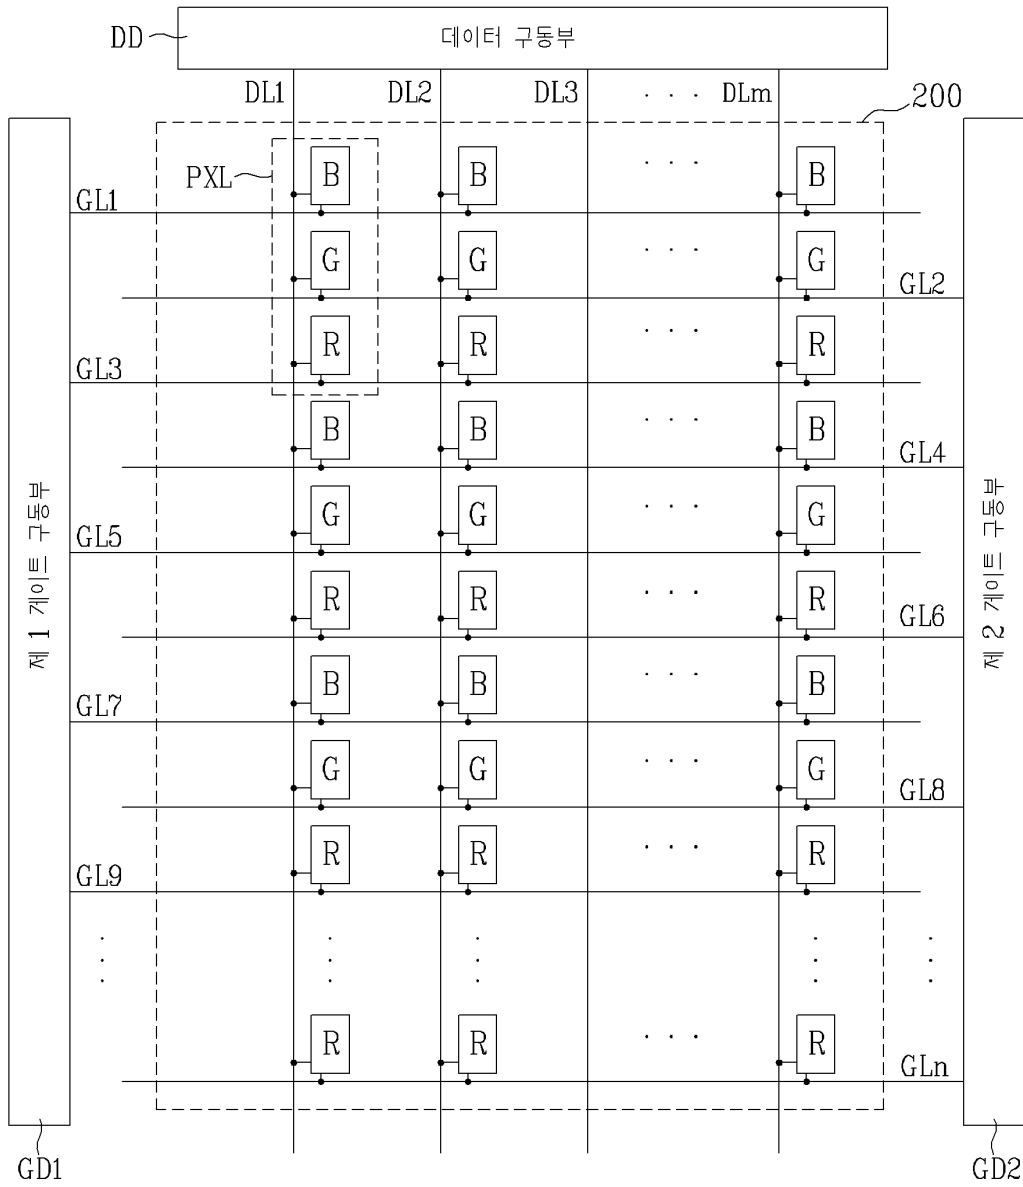 DD 데이터 구동부
DL1 DL2 DL3 · · · DLm
200
PXL B B · · · B
GL1
G G · · · G
GL2
R R · · · R
GL3
B B · · · B
GL4
G G · · · G
GL5
R R · · · R
GL6
B B · · · B
GL7
G G · · · G
GL8
R R · · · R
GL9
R R · · · R
GLn
제 1 게이트 구동부
제 2 게이트 구동부
GD1 GD2